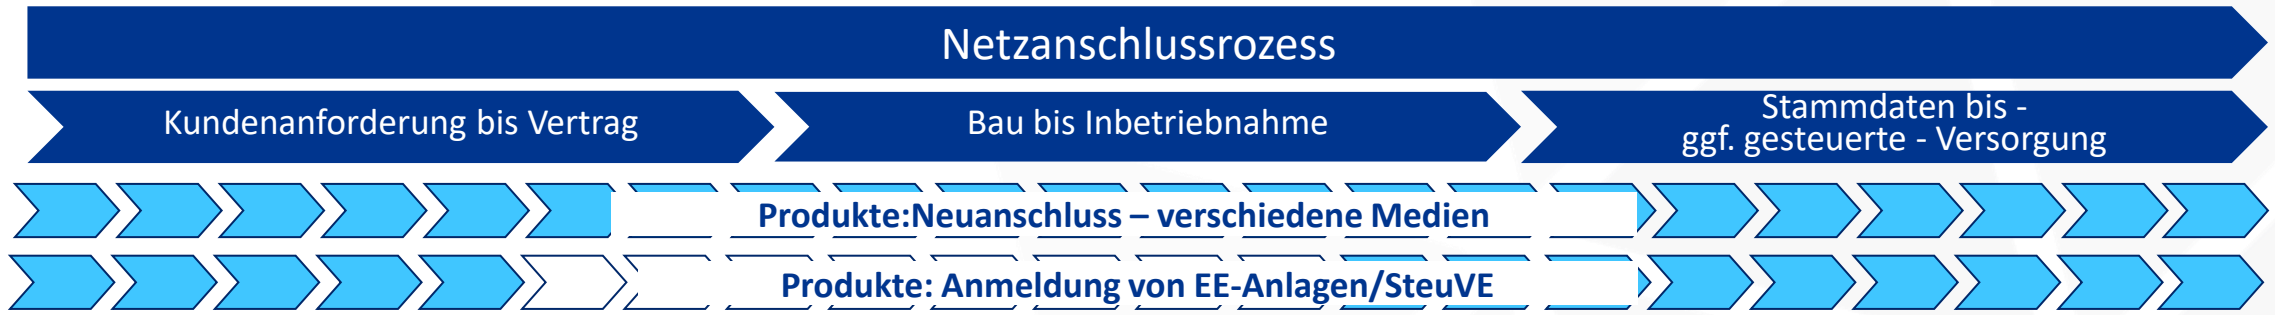 Netzanschlussrozess
Kundenanforderung bis Vertrag
Bau bis Inbetriebnahme
Stammdaten bis -
ggf. gesteuerte - Versorgung
Produkte:Neuanschluss – verschiedene Medien
Produkte: Anmeldung von EE-Anlagen/SteuVE